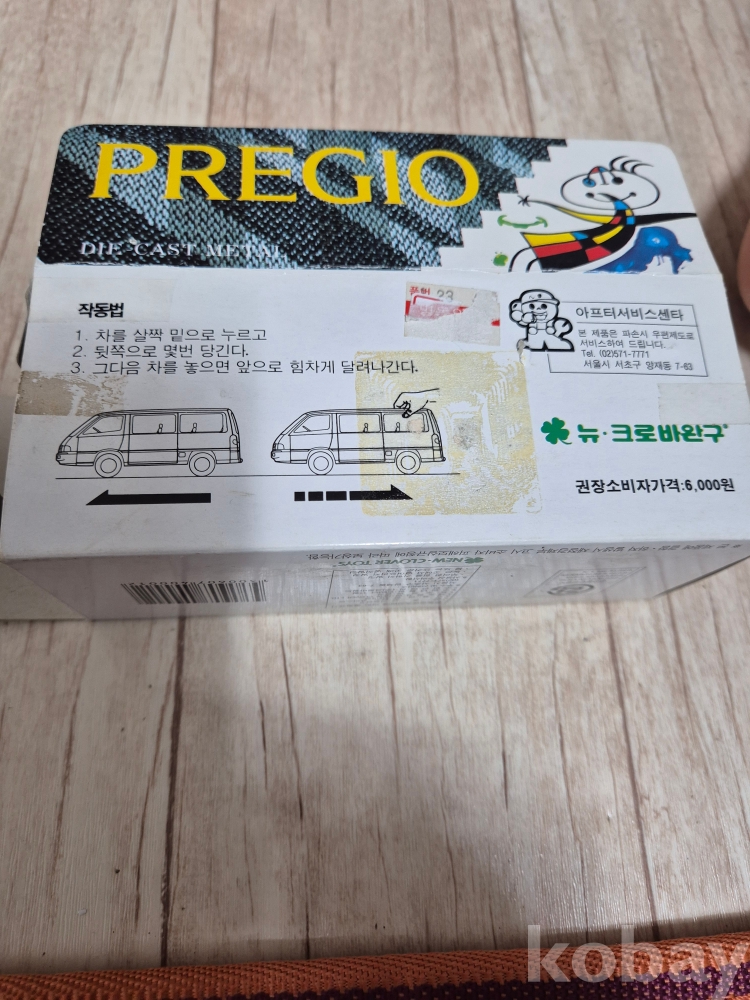 PREGIO
DIE CAST METAL
작동법
1. 차를 살짝 밑으로 누르고
2. 뒷쪽으로 몇번 당긴다.
3. 그다음 차를 놓으면 앞으로 힘차게 달려나간다.
23
아프터서비스센타
본 제품은 파손시 우편제도로
서비스하여 드립니다.
Tel. (02)571-7771
서울시 서초구 양재동 7-63
뉴·크로바완구
권장소비자가격:6,000원
NEW·CLOVER TOYS
kobay